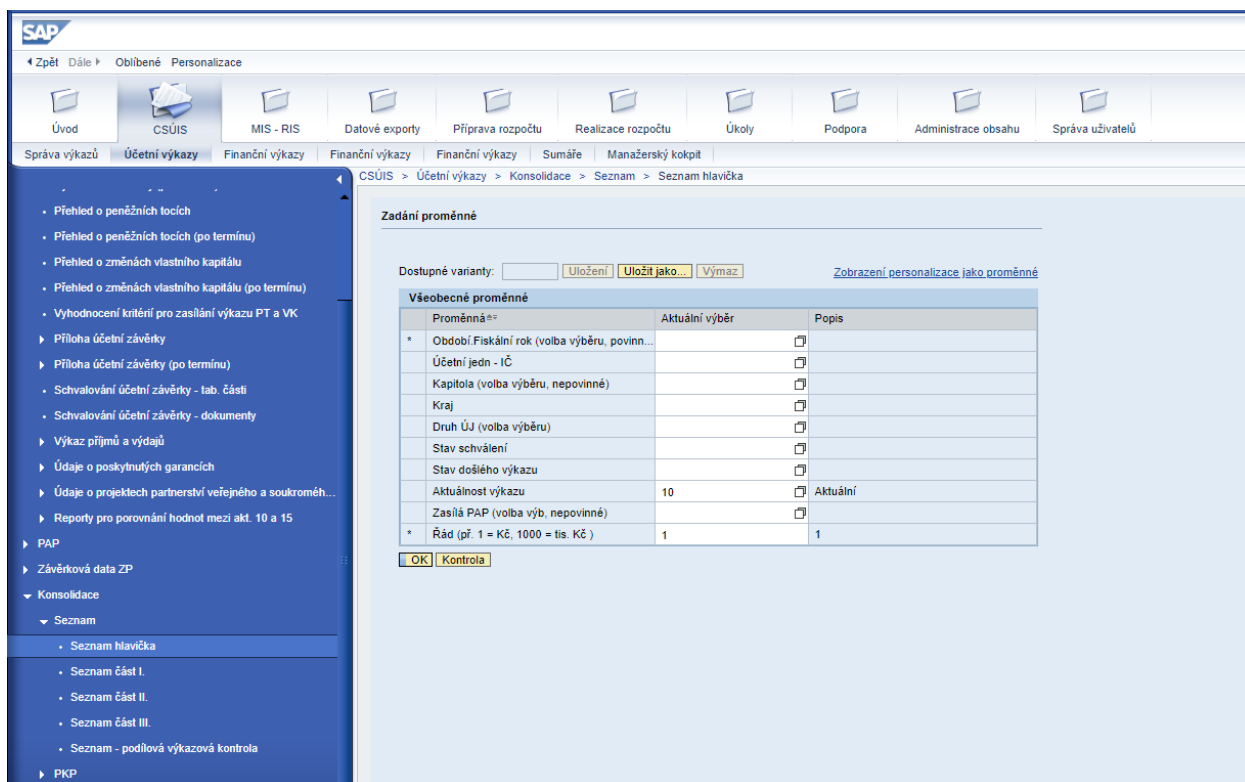 SAP
Zpět Dále Oblíbené Personalizace
Úvod CSÚIS MIS - RIS Datové exporty Příprava rozpočtu Realizace rozpočtu Úkoly Podpora Administrace obsahu Správa uživatelů
Správa výkazů Účetní výkazy Finanční výkazy Finanční výkazy Finanční výkazy Sumáře Manažerský kokpit
CSÚIS > Účetní výkazy > Konsolidace > Seznam > Seznam hlavička
Přehled o peněžních tocích
Přehled o peněžních tocích (po termínu)
Přehled o změnách vlastního kapitálu
Přehled o změnách vlastního kapitálu (po termínu)
Vyhodnocení kritérií pro zasílání výkazu PT a VK
Příloha účetní závěrky
Příloha účetní závěrky (po termínu)
Schvalování účetní závěrky - tab. části
Schvalování účetní závěrky - dokumenty
Výkaz příjmů a výdajů
Údaje o poskytnutých garancích
Údaje o projektech partnerství veřejného a soukroméh...
Reporty pro porovnání hodnot mezi akt. 10 a 15
PAP
Závěrková data ZP
Konsolidace
Seznam
Seznam hlavička
Seznam část I.
Seznam část II.
Seznam část III.
Seznam - podílová výkazová kontrola
PKP
Zadání proměnné
Dostupné varianty: Uložení Uložit jako... Výmaz Zobrazení personalizace jako proměnné
Všeobecné proměnné
Proměnná Aktuální výběr Popis
* Období.Fiskální rok (volba výběru, povinn...
Účetní jedn - IČ
Kapitola (volba výběru, nepovinné)
Kraj
Druh ÚJ (volba výběru)
Stav schválení
Stav došlého výkazu
Aktuálnost výkazu 10 Aktuální
Zasílá PAP (volba výb, nepovinné)
* Řád (př. 1 = Kč, 1000 = tis. Kč ) 1 1
OK Kontrola